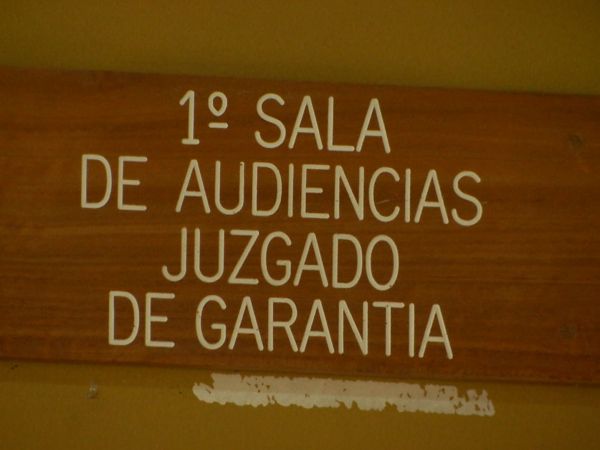 1º SALA
DE AUDIENCIAS
JUZGADO
DE GARANTIA